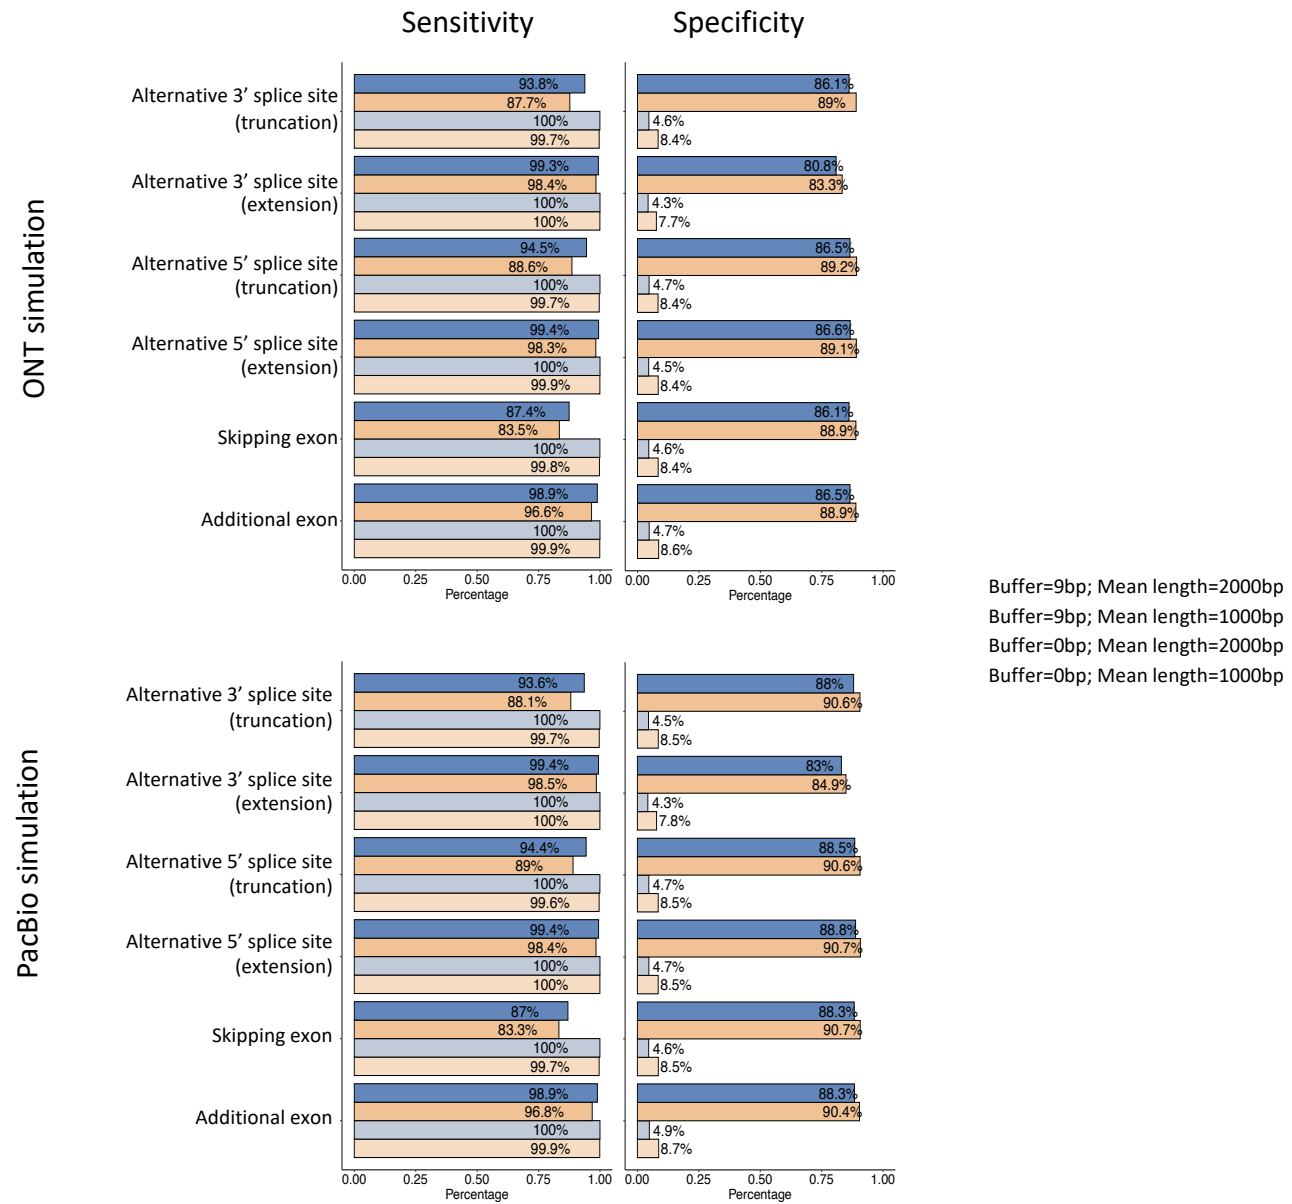 Sensitivity Specificity
ONT simulation
Alternative 3’ splice site
(truncation)
93.8% 86.1%
87.7% 89%
100% 4.6%
99.7% 8.4%
Alternative 3’ splice site
(extension)
99.3% 80.8%
98.4% 83.3%
100% 4.3%
100% 7.7%
Alternative 5’ splice site
(truncation)
94.5% 86.5%
88.6% 89.2%
100% 4.7%
99.7% 8.4%
Alternative 5’ splice site
(extension)
99.4% 86.6%
98.3% 89.1%
100% 4.5%
99.9% 8.4%
Skipping exon
87.4% 86.1%
83.5% 88.9%
100% 4.6%
99.8% 8.4%
Additional exon
98.9% 86.5%
96.6% 88.9%
100% 4.7%
99.9% 8.6%
0.00 0.25 0.50 0.75 1.00 0.00 0.25 0.50 0.75 1.00
Percentage Percentage
Buffer=9bp; Mean length=2000bp
Buffer=9bp; Mean length=1000bp
Buffer=0bp; Mean length=2000bp
Buffer=0bp; Mean length=1000bp
PacBio simulation
Alternative 3’ splice site
(truncation)
93.6% 88%
88.1% 90.6%
100% 4.5%
99.7% 8.5%
Alternative 3’ splice site
(extension)
99.4% 83%
98.5% 84.9%
100% 4.3%
100% 7.8%
Alternative 5’ splice site
(truncation)
94.4% 88.5%
89% 90.6%
100% 4.7%
99.6% 8.5%
Alternative 5’ splice site
(extension)
99.4% 88.8%
98.4% 90.7%
100% 4.7%
100% 8.5%
Skipping exon
87% 88.3%
83.3% 90.7%
100% 4.6%
99.7% 8.5%
Additional exon
98.9% 88.3%
96.8% 90.4%
100% 4.9%
99.9% 8.7%
0.00 0.25 0.50 0.75 1.00 0.00 0.25 0.50 0.75 1.00
Percentage Percentage